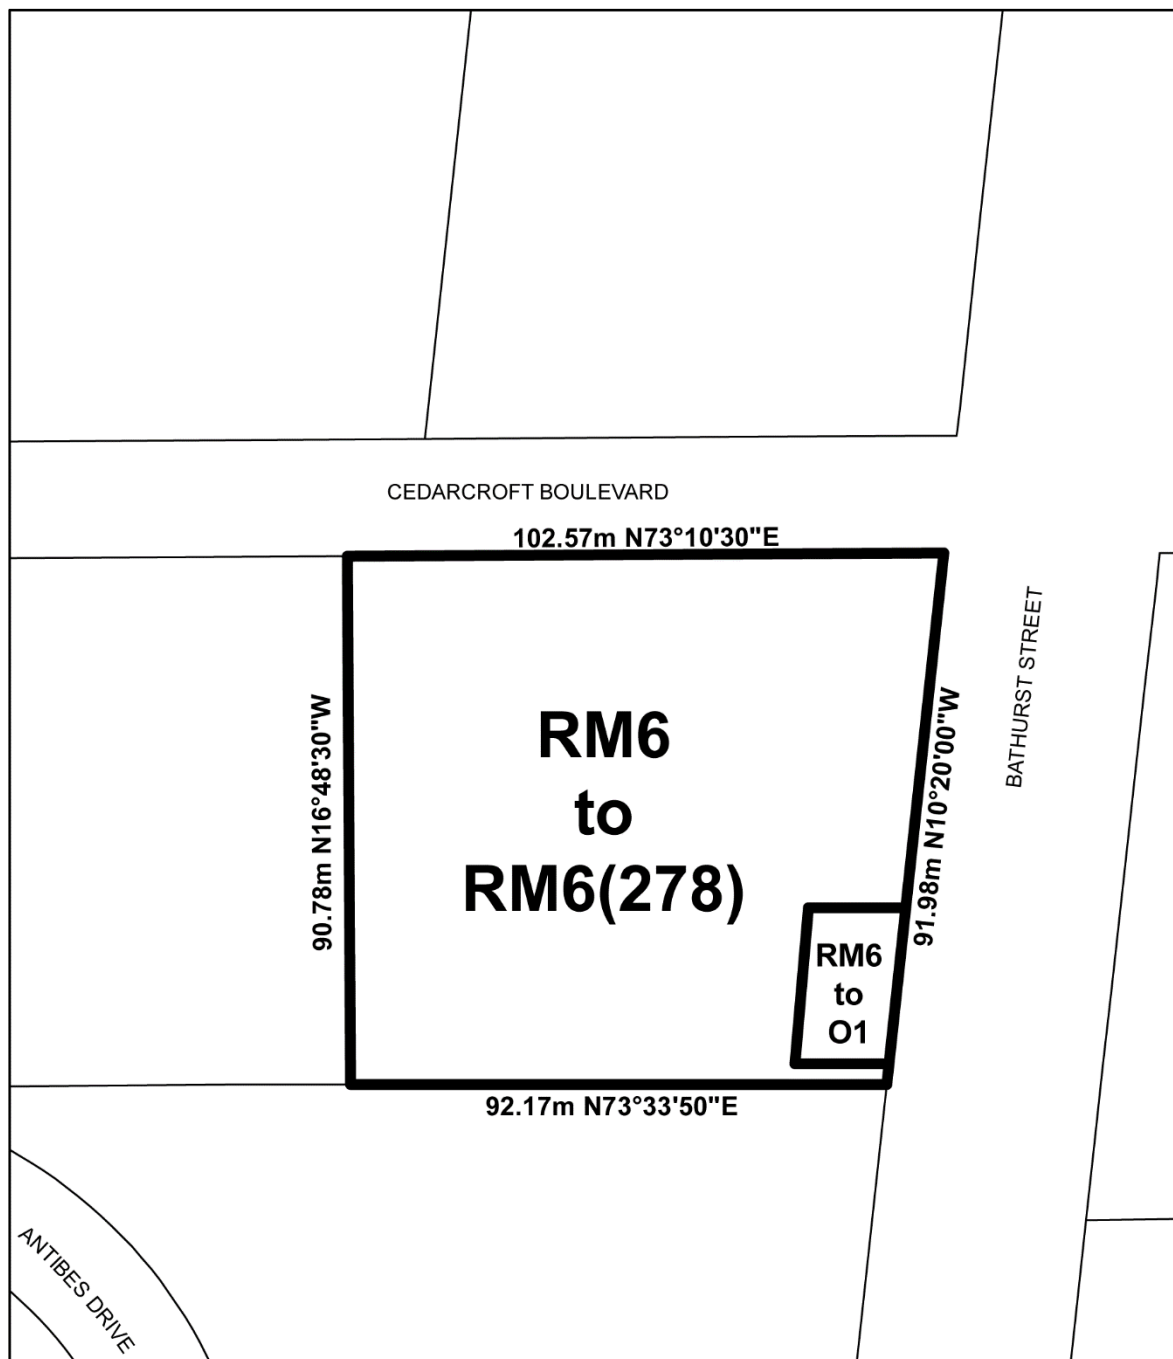 CEDARCROFT BOULEVARD
102.57m N73°10'30"E
BATHURST STREET
90.78m N16°48'30"W
91.98m N10°20'00"W
RM6
to
RM6(278)
RM6
to
O1
92.17m N73°33'50"E
ANTIBES DRIVE